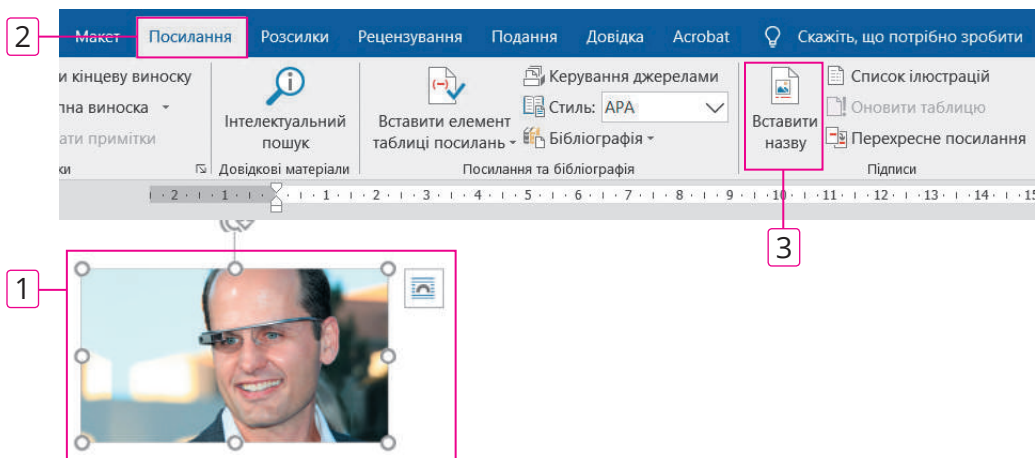 2
Макет Посилання Розсилки Рецензування Подання Довідка Acrobat Скажіть, що потрібно зробити
и кінцеву виноску
пна виноска
ати примітки
ки
Інтелектуальний
пошук
Довідкові матеріали
Вставити елемент
таблиці посилань
Керування джерелами
Стиль: APA
Бібліографія
Посилання та бібліографія
Вставити
назву
Список ілюстрацій
Оновити таблицю
Перехресне посилання
Підписи
2 1 1 2 3 4 5 6 7 8 9 10 11 12 13 14 15
3
1